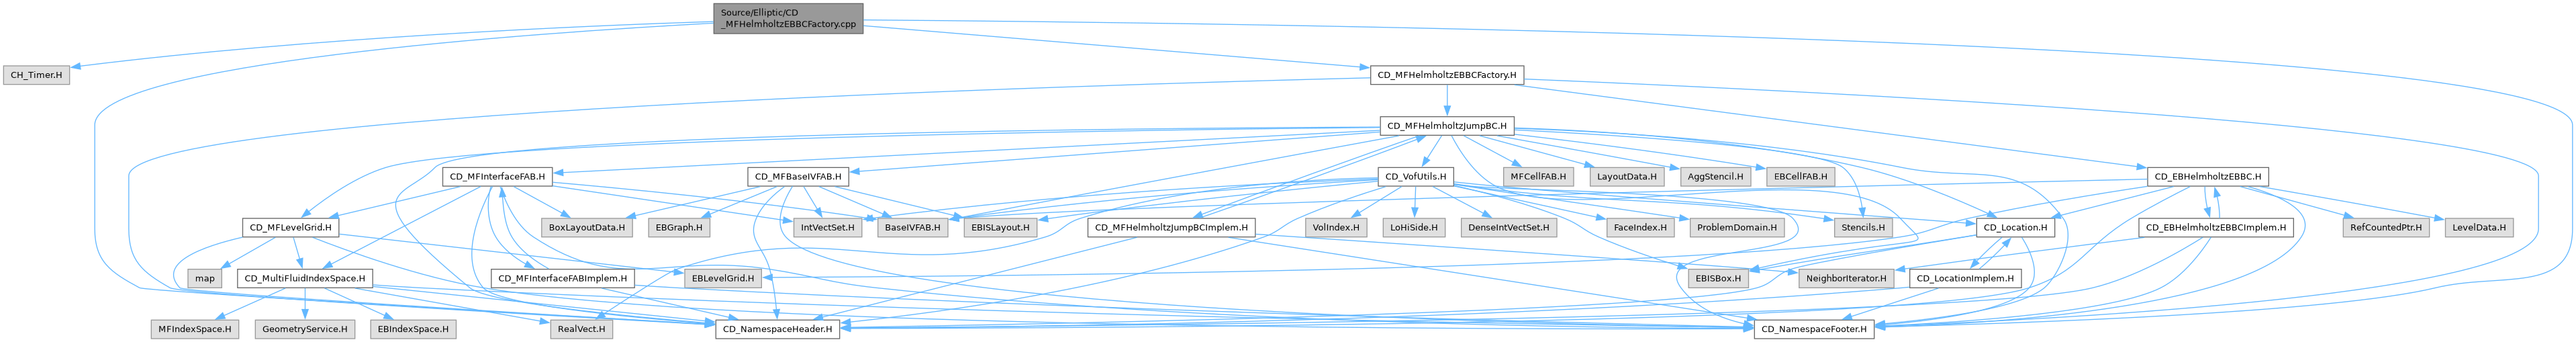 Source/Elliptic/CD
_MFHelmholtzEBBCFactory.cpp
CH_Timer.H
CD_MFHelmholtzEBBCFactory.H
CD_MFHelmholtzJumpBC.H
CD_MFInterfaceFAB.H
CD_MFBaseIVFAB.H
CD_VofUtils.H
MFCellFAB.H
LayoutData.H
AggStencil.H
EBCellFAB.H
CD_EBHelmholtzEBBC.H
CD_MFLevelGrid.H
BoxLayoutData.H
EBGraph.H
IntVectSet.H
BaseIVFAB.H
EBISLayout.H
CD_MFHelmholtzJumpBCImplem.H
VolIndex.H
LoHiSide.H
DenseIntVectSet.H
FaceIndex.H
ProblemDomain.H
Stencils.H
CD_Location.H
CD_EBHelmholtzEBBCImplem.H
RefCountedPtr.H
LevelData.H
map
CD_MultiFluidIndexSpace.H
CD_MFInterfaceFABImplem.H
EBLevelGrid.H
EBISBox.H
NeighborIterator.H
CD_LocationImplem.H
MFIndexSpace.H
GeometryService.H
EBIndexSpace.H
RealVect.H
CD_NamespaceHeader.H
CD_NamespaceFooter.H